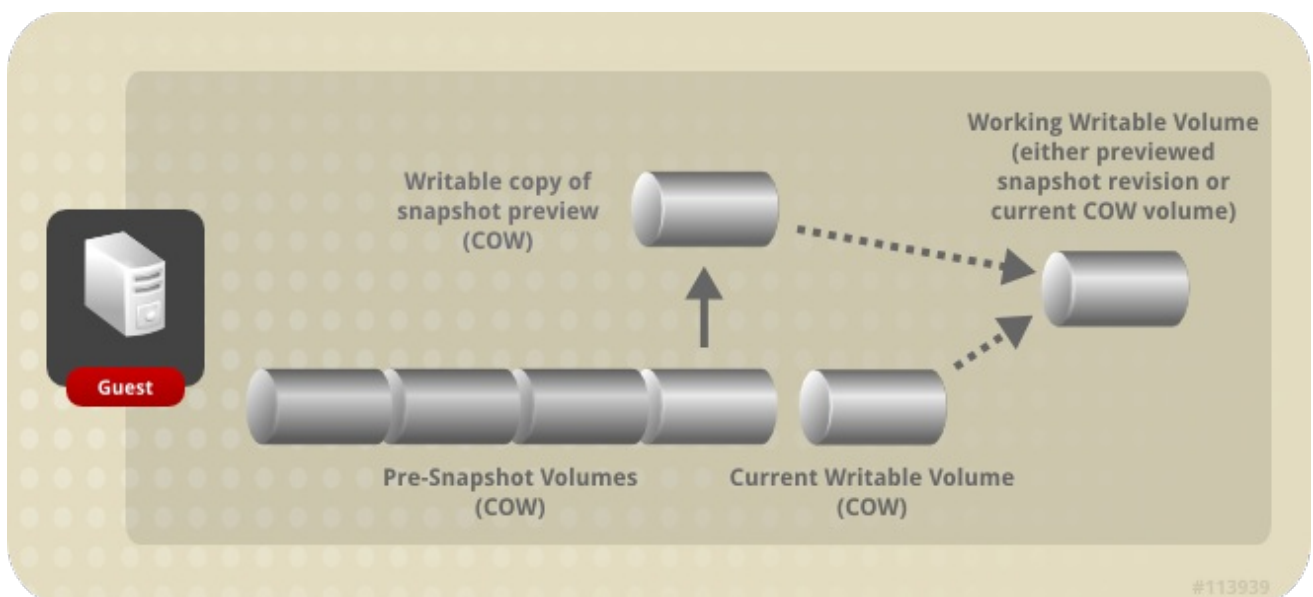 Working Writable Volume
(either previewed
snapshot revision or
current COW volume)
Writable copy of
snapshot preview
(COW)
Guest
Pre-Snapshot Volumes
(COW)
Current Writable Volume
(COW)
#113939